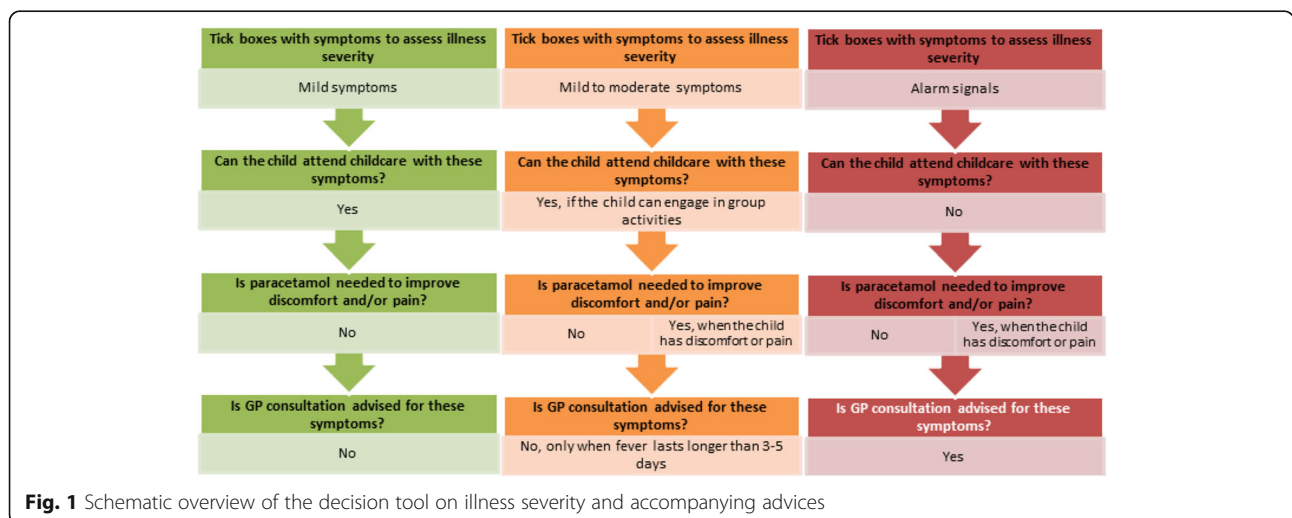 Tick boxes with symptoms to assess illness
severity
Mild symptoms
Can the child attend childcare with these
symptoms?
Yes
Is paracetamol needed to improve
discomfort and/or pain?
No
Is GP consultation advised for these
symptoms?
No
Tick boxes with symptoms to assess illness
severity
Mild to moderate symptoms
Can the child attend childcare with these
symptoms?
Yes, if the child can engage in group
activities
Is paracetamol needed to improve
discomfort and/or pain?
No
Yes, when the child
has discomfort or pain
Is GP consultation advised for these
symptoms?
No, only when fever lasts longer than 3-5
days
Tick boxes with symptoms to assess illness
severity
Alarm signals
Can the child attend childcare with these
symptoms?
No
Is paracetamol needed to improve
discomfort and/or pain?
No
Yes, when the child
has discomfort or pain
Is GP consultation advised for these
symptoms?
Yes
Fig. 1 Schematic overview of the decision tool on illness severity and accompanying advices